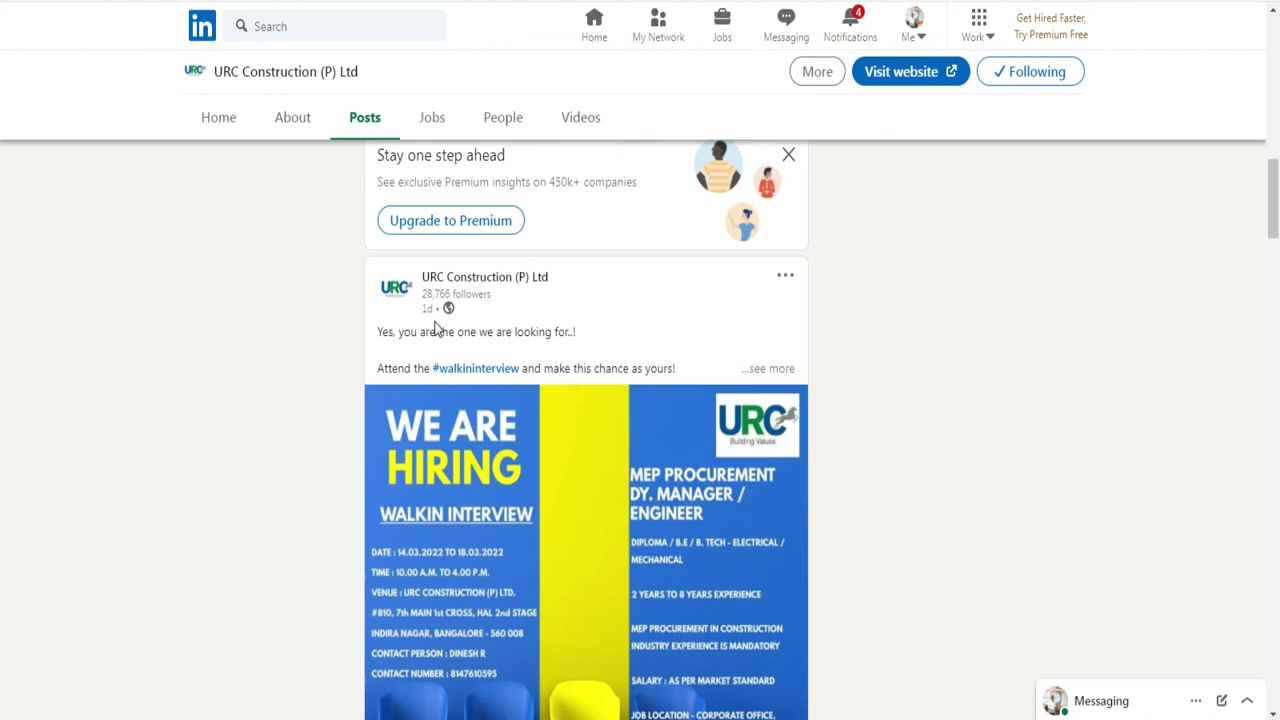 in
Search
Home
My Network
Jobs
Messaging
4
Notifications
Me
Work
Get Hired Faster,
Try Premium Free
URC
URC Construction (P) Ltd
More
Visit website
✓ Following
Home
About
Posts
Jobs
People
Videos
Stay one step ahead
See exclusive Premium insights on 450k+ companies
Upgrade to Premium
URC
URC Construction (P) Ltd
28,766 followers
1d •
Yes, you are the one we are looking for..!
Attend the #walkininterview and make this chance as yours!
...see more
WE ARE
HIRING
WALKIN INTERVIEW
DATE : 14.03.2022 TO 18.03.2022
TIME : 10.00 A.M. TO 4.00 P.M.
VENUE : URC CONSTRUCTION (P) LTD.
#810, 7th MAIN 1st CROSS, HAL 2nd STAGE
INDIRA NAGAR, BANGALORE - 560 008
CONTACT PERSON : DINESH R
CONTACT NUMBER : 8147610595
URC
Building Values
MEP PROCUREMENT
DY. MANAGER /
ENGINEER
DIPLOMA / B.E / B. TECH - ELECTRICAL /
MECHANICAL
2 YEARS TO 8 YEARS EXPERIENCE
MEP PROCUREMENT IN CONSTRUCTION
INDUSTRY EXPERIENCE IS MANDATORY
SALARY : AS PER MARKET STANDARD
JOB LOCATION - CORPORATE OFFICE,
Messaging